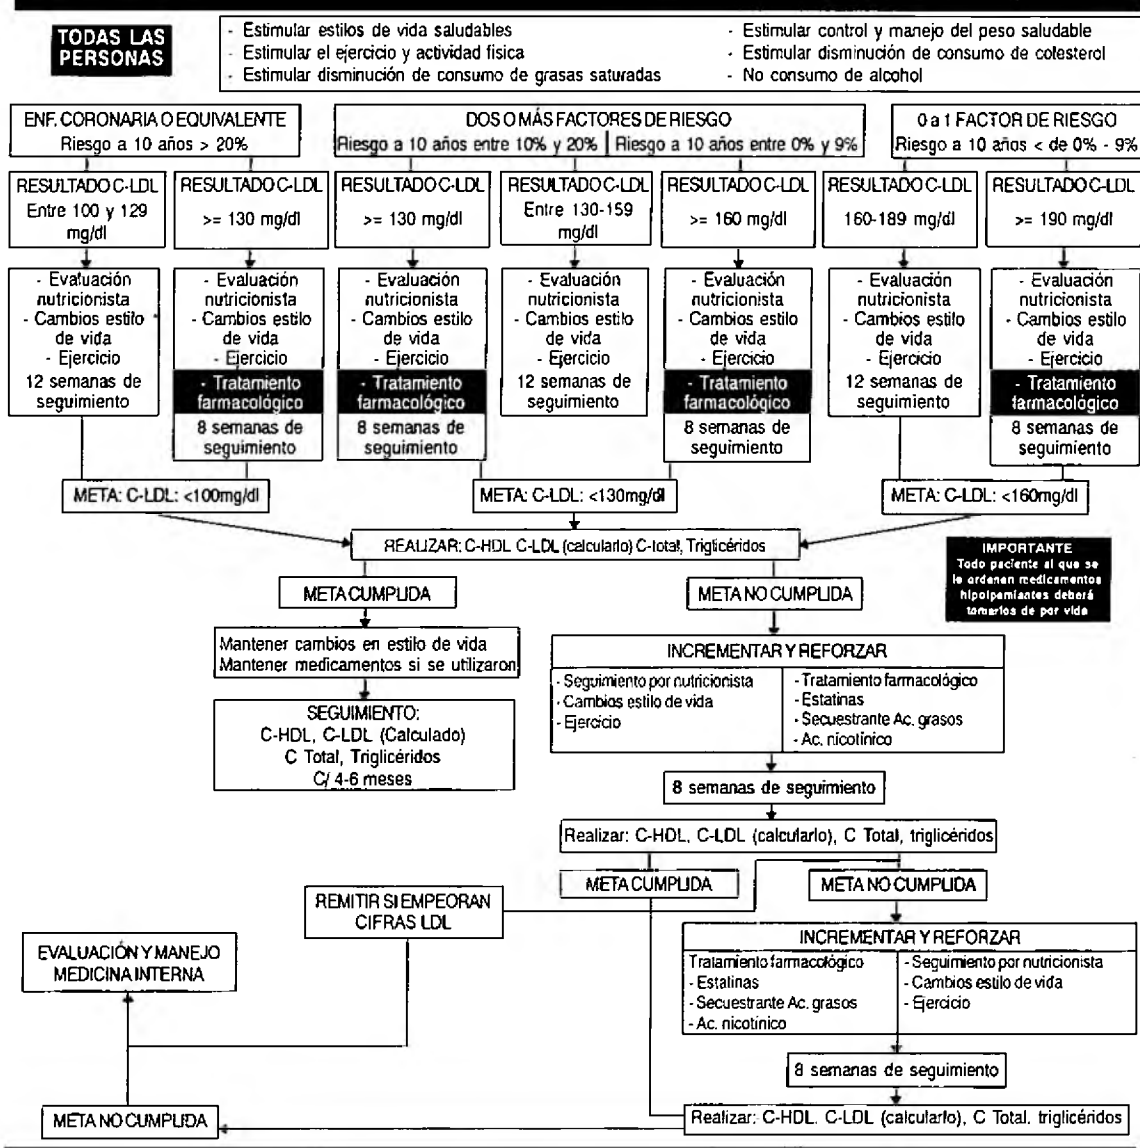 TODAS LAS
PERSONAS
- Estimular estilos de vida saludables
- Estimular el ejercicio y actividad física
- Estimular disminución de consumo de grasas saturadas
- Estimular control y manejo del peso saludable
- Estimular disminución de consumo de colesterol
- No consumo de alcohol
ENF. CORONARIA O EQUIVALENTE
Riesgo a 10 años > 20%
DOS O MÁS FACTORES DE RIESGO
Riesgo a 10 años entre 10% y 20%
Riesgo a 10 años entre 0% y 9%
0 a 1 FACTOR DE RIESGO
Riesgo a 10 años < de 0% - 9%
RESULTADO C-LDL
Entre 100 y 129
mg/dl
RESULTADO C-LDL
>= 130 mg/dl
RESULTADO C-LDL
>= 130 mg/dl
RESULTADO C-LDL
Entre 130-159
mg/dl
RESULTADO C-LDL
>= 160 mg/dl
RESULTADO C-LDL
160-189 mg/dl
RESULTADO C-LDL
>= 190 mg/dl
- Evaluación
nutricionista
- Cambios estilo
de vida
- Ejercicio
12 semanas de
seguimiento
- Evaluación
nutricionista
- Cambios estilo
de vida
- Ejercicio
- Tratamiento
farmacológico
8 semanas de
seguimiento
- Evaluación
nutricionista
- Cambios estilo
de vida
- Ejercicio
- Tratamiento
farmacológico
8 semanas de
seguimiento
- Evaluación
nutricionista
- Cambios estilo
de vida
- Ejercicio
12 semanas de
seguimiento
- Evaluación
nutricionista
- Cambios estilo
de vida
- Ejercicio
- Tratamiento
farmacológico
8 semanas de
seguimiento
- Evaluación
nutricionista
- Cambios estilo
de vida
- Ejercicio
12 semanas de
seguimiento
- Evaluación
nutricionista
- Cambios estilo
de vida
- Ejercicio
- Tratamiento
farmacológico
8 semanas de
seguimiento
META: C-LDL: <100mg/dl
META: C-LDL: <130mg/dl
META: C-LDL: <160mg/dl
REALIZAR: C-HDL C-LDL (calcularlo) C-total, Triglicéridos
IMPORTANTE
Todo paciente al que se
le ordenan medicamentos
hipolpemiantes deberá
tomarlos de por vida
META CUMPLIDA
META NO CUMPLIDA
Mantener cambios en estilo de vida
Mantener medicamentos si se utilizaron
SEGUIMIENTO:
C-HDL, C-LDL (Calculado)
C Total, Triglicéridos
C/ 4-6 meses
INCREMENTAR Y REFORZAR
- Seguimiento por nutricionista
- Cambios estilo de vida
- Ejercicio
- Tratamiento farmacológico
- Estatinas
- Secuestrante Ac. grasos
- Ac. nicotínico
8 semanas de seguimiento
Realizar: C-HDL, C-LDL (calcularlo), C Total, triglicéridos
META CUMPLIDA
META NO CUMPLIDA
REMITIR SI EMPEORAN
CIFRAS LDL
EVALUACIÓN Y MANEJO
MEDICINA INTERNA
INCREMENTAR Y REFORZAR
Tratamiento farmacológico
- Estalinas
- Secuestrante Ac. grasos
- Ac. nicotínico
- Seguimiento por nutricionista
- Cambios estilo de vida
- Ejercicio
8 semanas de seguimiento
META NO CUMPLIDA
Realizar: C-HDL. C-LDL (calcularlo), C Total. triglicéridos